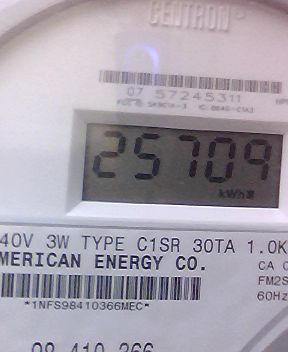 CENTRON®
07 57245311
25709
kWh
40V 3W TYPE C1SR 30TA 1.0K
MERICAN ENERGY CO.
CA 0
FM2S
60Hz
*1NFS98410366MEC*
98 410 366